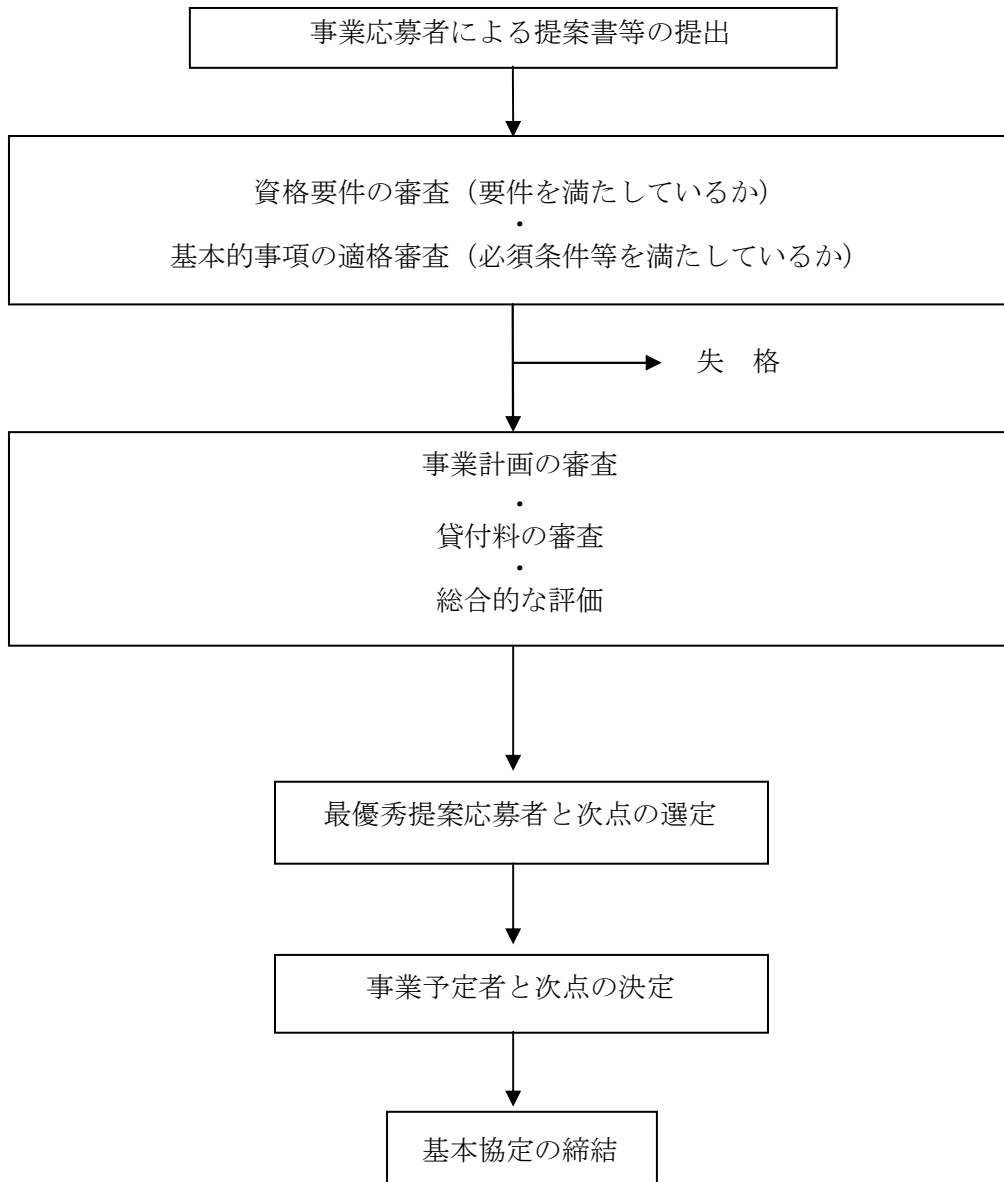 事業応募者による提案書等の提出
資格要件の審査（要件を満たしているか）
・
基本的事項の適格審査（必須条件等を満たしているか）
失　格
事業計画の審査
・
貸付料の審査
・
総合的な評価
最優秀提案応募者と次点の選定
事業予定者と次点の決定
基本協定の締結